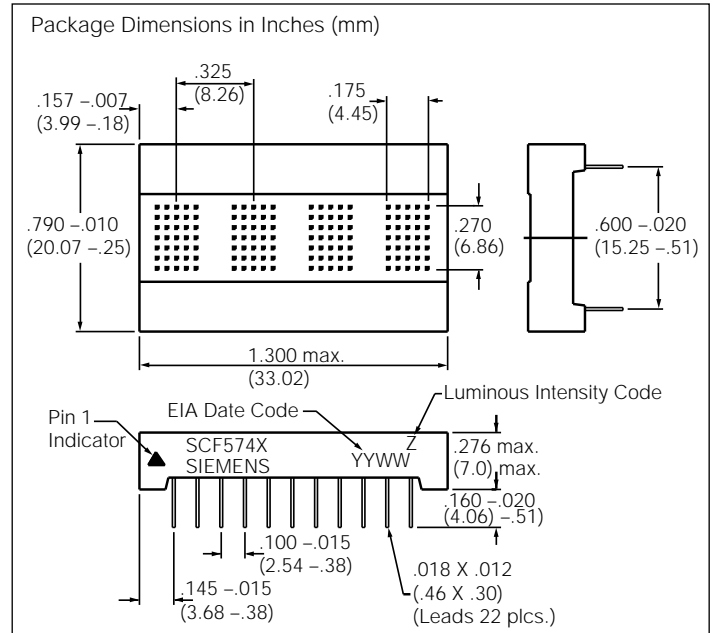 Package Dimensions in Inches (mm)
.325
(8.26)
.175
(4.45)
.157 –.007
(3.99 –.18)
.790 –.010
(20.07 –.25)
.270
(6.86)
.600 –.020
(15.25 –.51)
1.300 max.
(33.02)
Luminous Intensity Code
EIA Date Code
Pin 1
Indicator
Z
SCF574X
YYWW
SIEMENS
.276 max.
(7.0) max.
.160 –.020
(4.06) –.51)
.100 –.015
(2.54 –.38)
.145 –.015
(3.68 –.38)
.018 X .012
(.46 X .30)
(Leads 22 plcs.)